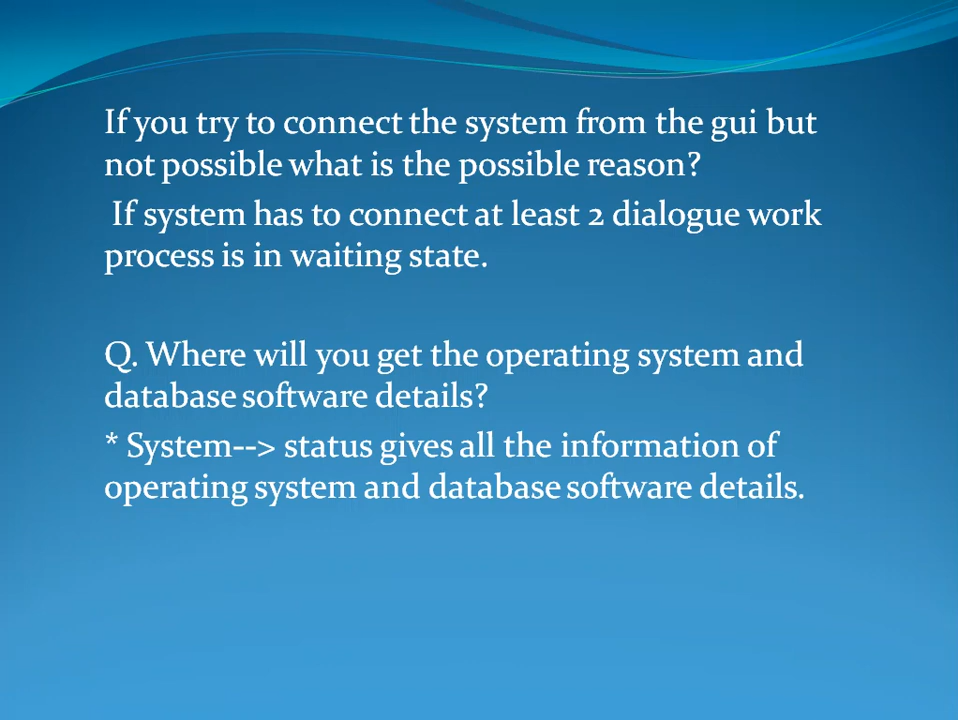 If you try to connect the system from the gui but
not possible what is the possible reason?
If system has to connect at least 2 dialogue work
process is in waiting state.
Q. Where will you get the operating system and
database software details?
* System--> status gives all the information of
operating system and database software details.